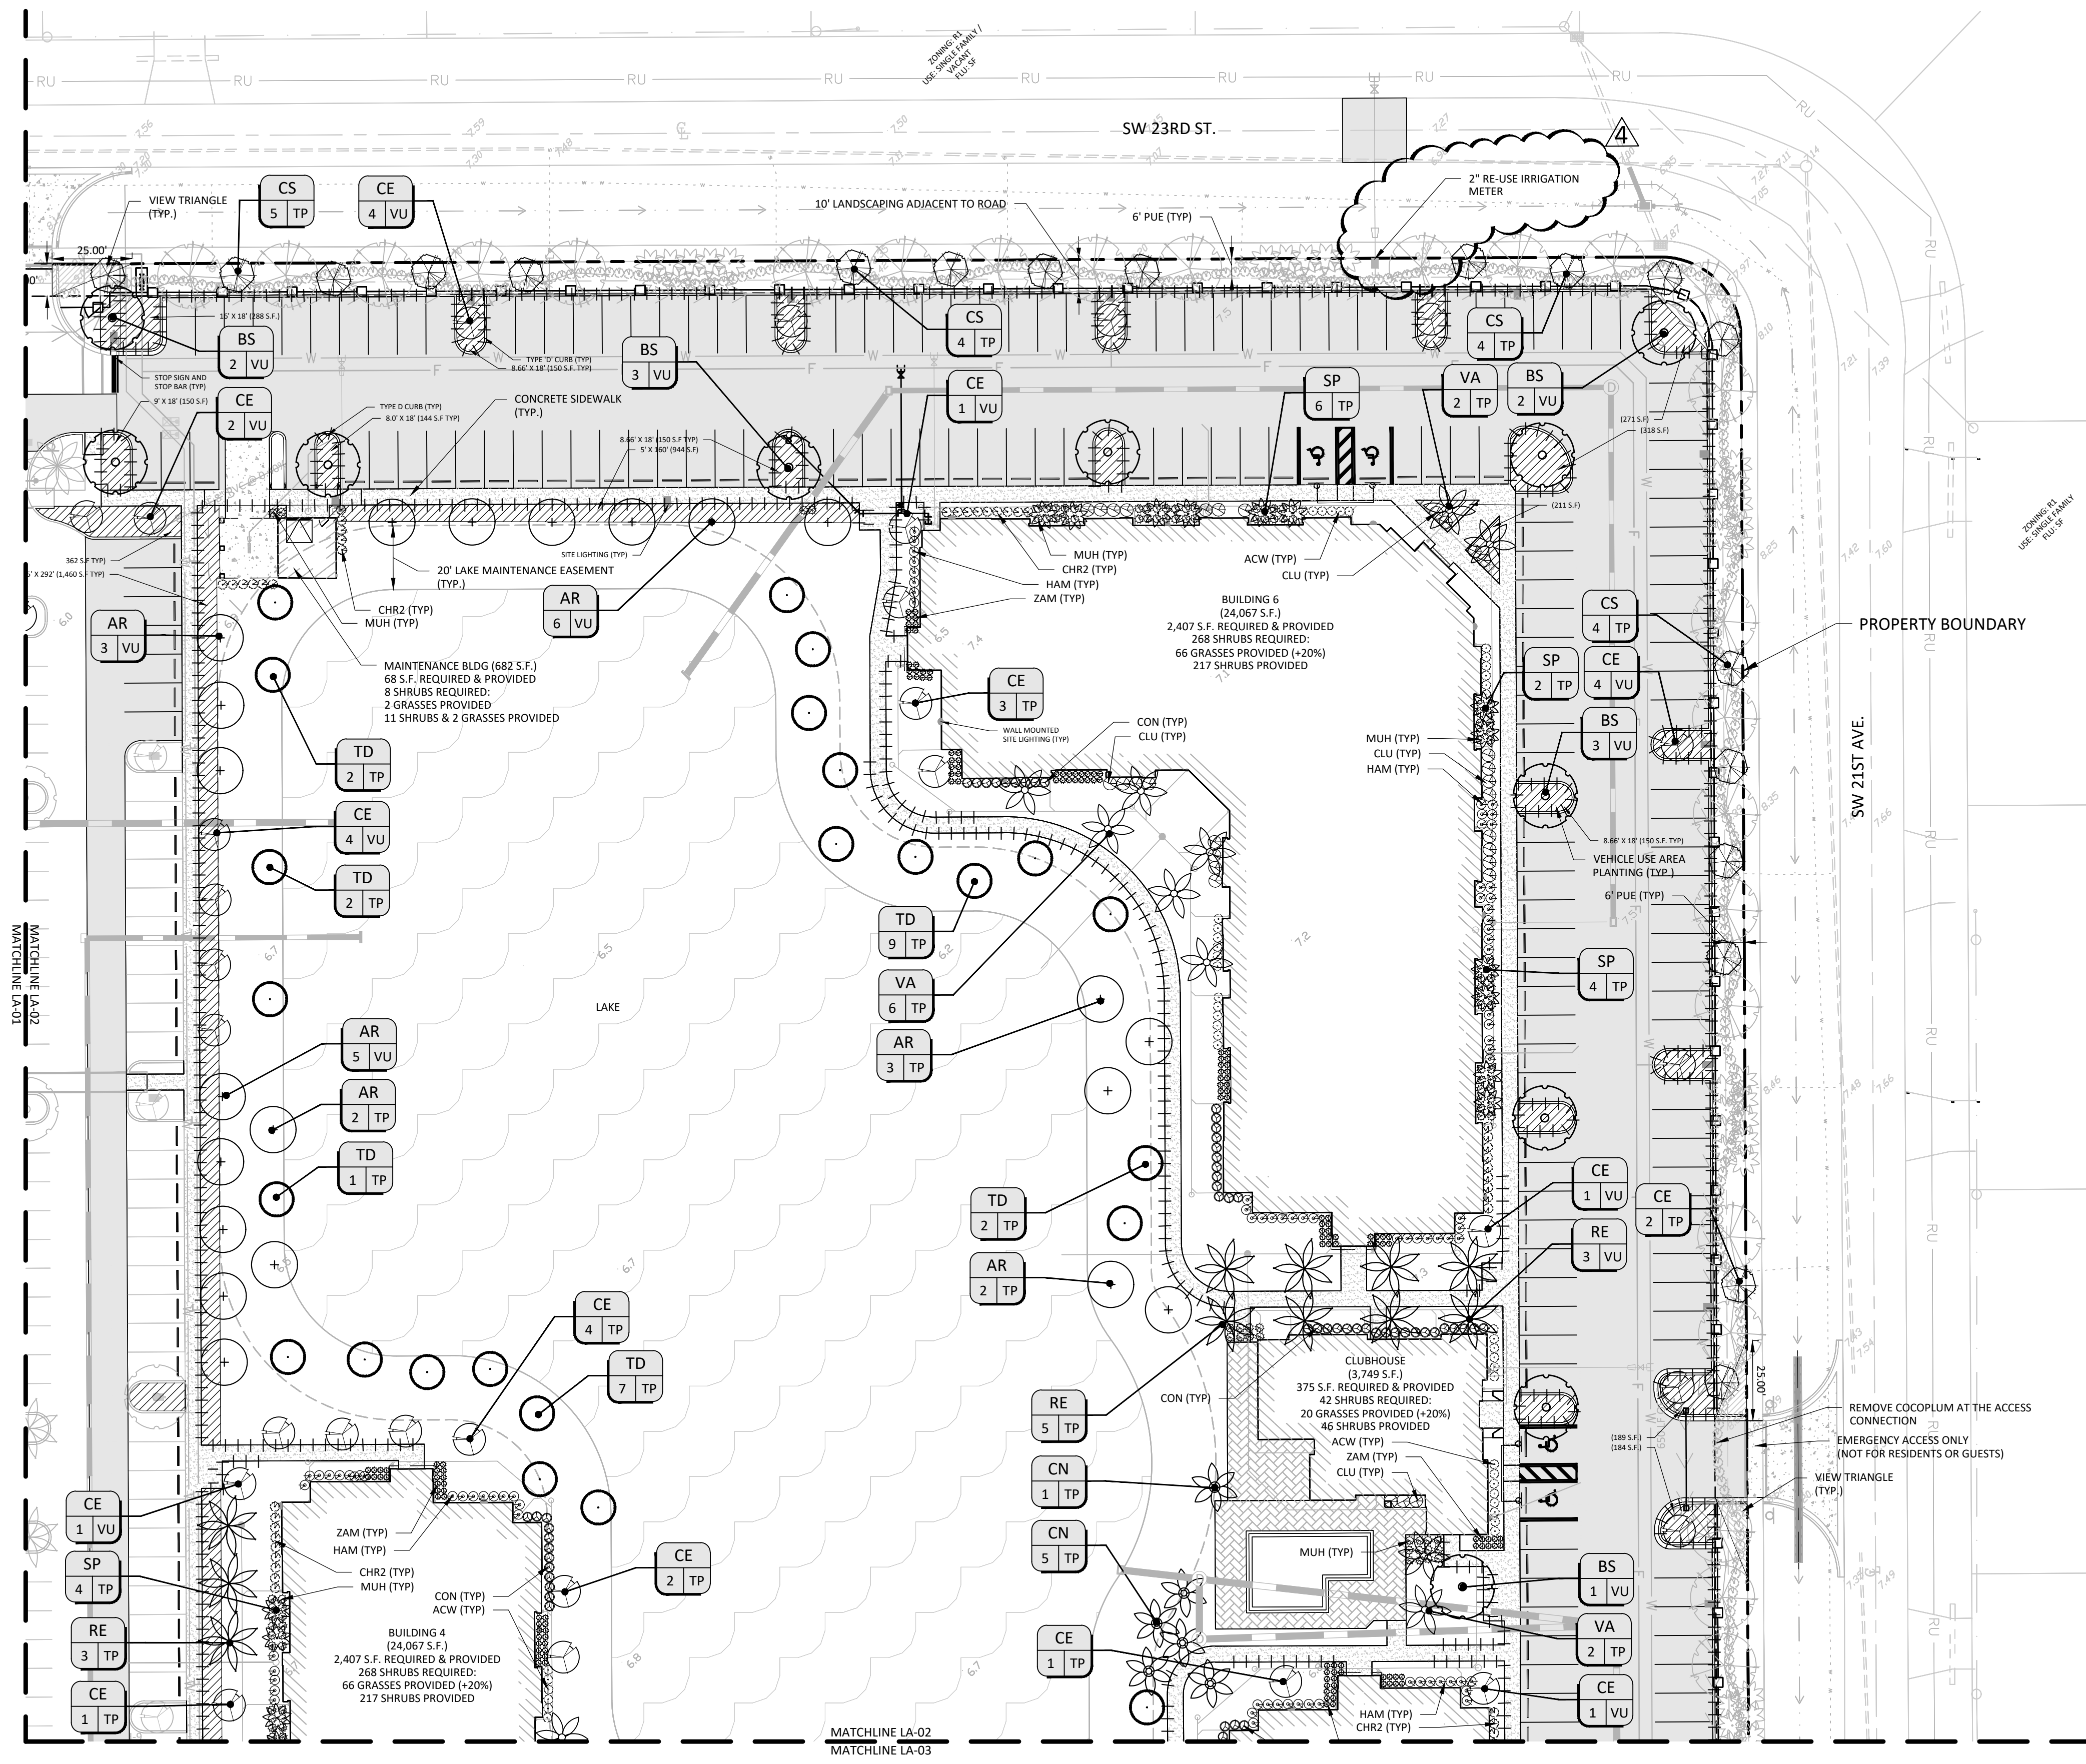 ZONING: R1
USE: SINGLE FAMILY /
VACANT
FLU: SF
RU
RU
RU
RU
RU
RU
RU
RU
RU
RU
SW 23RD ST.
4
2" RE-USE IRRIGATION
METER
VIEW TRIANGLE
(TYP.)
CS
5 TP
CE
4 VU
10' LANDSCAPING ADJACENT TO ROAD
6' PUE (TYP)
25.00'
16' X 18' (288 S.F.)
BS
2 VU
STOP SIGN AND
STOP BAR (TYP)
9' X 18' (150 S.F)
CE
2 VU
TYPE 'D' CURB (TYP)
8.66' X 18' (150 S.F. TYP)
TYPE D CURB (TYP)
8.0' X 18' (144 S.F TYP)
CONCRETE SIDEWALK
(TYP.)
BS
3 VU
8.66' X 18' (150 S.F TYP)
5' X 160' (944 S.F)
CS
4 TP
CE
1 VU
SP
6 TP
CS
4 TP
VA
2 TP
BS
2 VU
(271 S.F)
(318 S.F)
(211 S.F)
362 S.F TYP)
5' X 292' (1,460 S.F TYP)
SITE LIGHTING (TYP)
20' LAKE MAINTENANCE EASEMENT
(TYP.)
CHR2 (TYP)
MUH (TYP)
AR
6 VU
AR
3 VU
MAINTENANCE BLDG (682 S.F.)
68 S.F. REQUIRED & PROVIDED
8 SHRUBS REQUIRED:
2 GRASSES PROVIDED
11 SHRUBS & 2 GRASSES PROVIDED
MUH (TYP)
CHR2 (TYP)
HAM (TYP)
ZAM (TYP)
ACW (TYP)
CLU (TYP)
BUILDING 6
(24,067 S.F.)
2,407 S.F. REQUIRED & PROVIDED
268 SHRUBS REQUIRED:
66 GRASSES PROVIDED (+20%)
217 SHRUBS PROVIDED
CE
3 TP
WALL MOUNTED
SITE LIGHTING (TYP)
CON (TYP)
CLU (TYP)
MUH (TYP)
CLU (TYP)
HAM (TYP)
CS
4 TP
SP
2 TP
CE
4 VU
BS
3 VU
PROPERTY BOUNDARY
SW 21ST AVE.
ZONING: R1
USE: SINGLE FAMILY
FLU SF
8.66' X 18' (150 S.F. TYP)
VEHICLE USE AREA
PLANTING (TYP.)
6' PUE (TYP)
TD
2 TP
CE
4 VU
TD
2 TP
TD
9 TP
VA
6 TP
AR
3 TP
SP
4 TP
MATCHLINE LA-02
MATCHLINE LA-01
LAKE
AR
5 VU
AR
2 TP
TD
1 TP
TD
2 TP
AR
2 TP
CE
1 VU
CE
2 TP
RE
3 VU
CE
4 TP
TD
7 TP
CLUBHOUSE
(3,749 S.F.)
375 S.F. REQUIRED & PROVIDED
42 SHRUBS REQUIRED:
20 GRASSES PROVIDED (+20%)
46 SHRUBS PROVIDED
CON (TYP)
ACW (TYP)
ZAM (TYP)
CLU (TYP)
MUH (TYP)
RE
5 TP
CN
1 TP
CN
5 TP
25.00'
REMOVE COCOPLUM AT THE ACCESS
CONNECTION
EMERGENCY ACCESS ONLY
(NOT FOR RESIDENTS OR GUESTS)
VIEW TRIANGLE
(TYP.)
(189 S.F.)
(184 S.F.)
CE
1 VU
SP
4 TP
RE
3 TP
CE
1 TP
ZAM (TYP)
HAM (TYP)
CHR2 (TYP)
MUH (TYP)
CON (TYP)
ACW (TYP)
BUILDING 4
(24,067 S.F.)
2,407 S.F. REQUIRED & PROVIDED
268 SHRUBS REQUIRED:
66 GRASSES PROVIDED (+20%)
217 SHRUBS PROVIDED
CE
2 TP
CE
1 TP
BS
1 VU
VA
2 TP
CE
1 VU
HAM (TYP)
CHR2 (TYP)
MATCHLINE LA-02
MATCHLINE LA-03